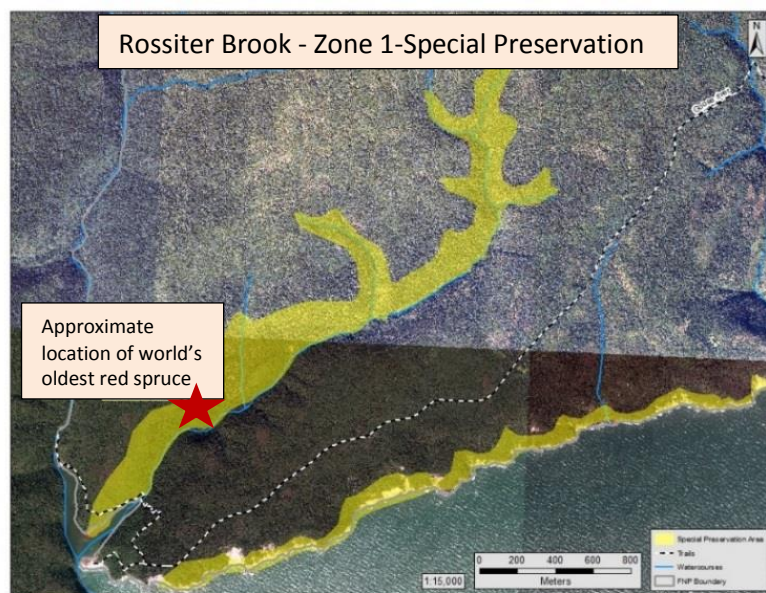 Rossiter Brook - Zone 1-Special Preservation
N
Approximate
location of world's
oldest red spruce
1:15,000
0 200 400 600 800
Meters
Special Preservation Area
Trails
Watercourses
FNP Boundary